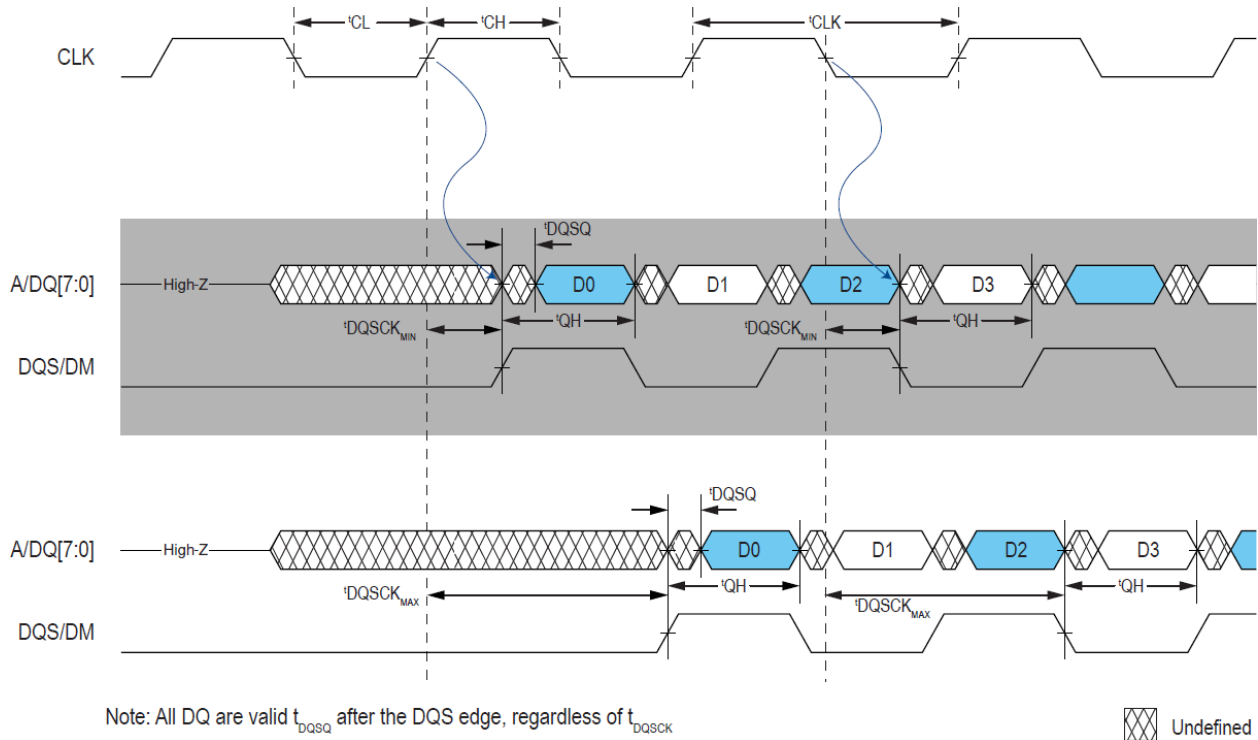 tCL tCH tCLK
CLK
tDQSQ
A/DQ[7:0] High-Z D0 D1 D2 D3
tDQSCKMIN tQH tDQSCKMIN tQH
DQS/DM
tDQSQ
A/DQ[7:0] High-Z D0 D1 D2 D3
tDQSCKMAX tQH tDQSCKMAX tQH
DQS/DM
Note: All DQ are valid tDQSQ after the DQS edge, regardless of tDQSCK
Undefined